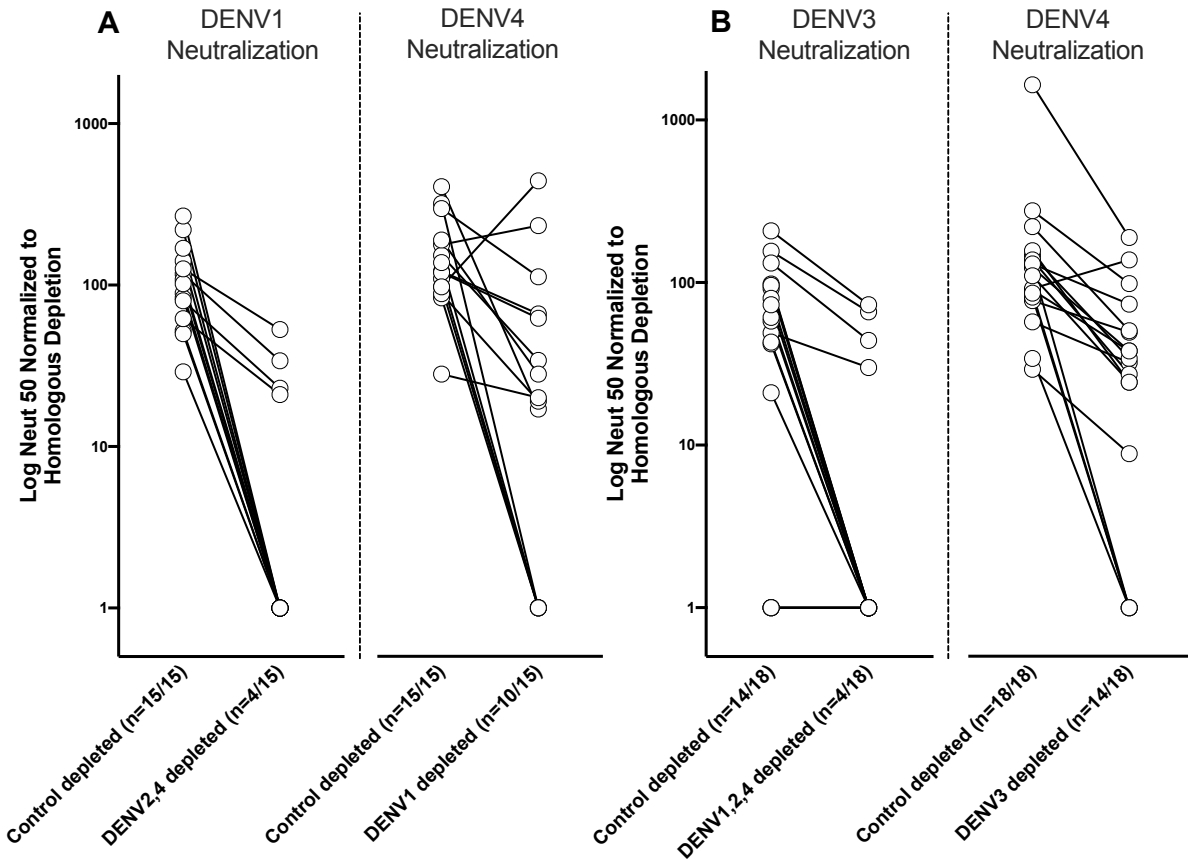 A
DENV1
Neutralization
DENV4
Neutralization
Log Neut 50 Normalized to
Homologous Depletion
1000
100
10
1
Control depleted (n=15/15)
DENV2,4 depleted (n=4/15)
Control depleted (n=15/15)
DENV1 depleted (n=10/15)
B
DENV3
Neutralization
DENV4
Neutralization
Log Neut 50 Normalized to
Homologous Depletion
1000
100
10
1
Control depleted (n=14/18)
DENV1,2,4 depleted (n=4/18)
Control depleted (n=18/18)
DENV3 depleted (n=14/18)